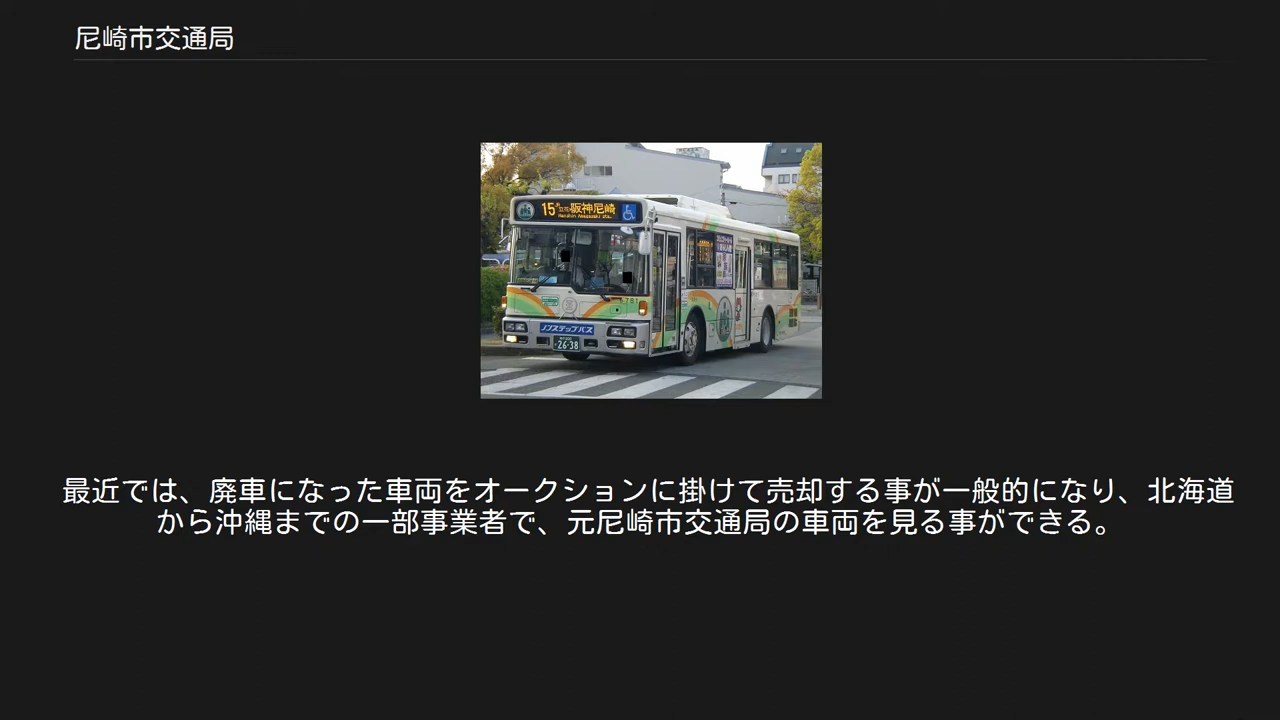 尼崎市交通局
15 阪神尼崎
ノンステップバス
26-38
最近では、廃車になった車両をオークションに掛けて売却する事が一般的になり、北海道
から沖縄までの一部事業者で、元尼崎市交通局の車両を見る事ができる。